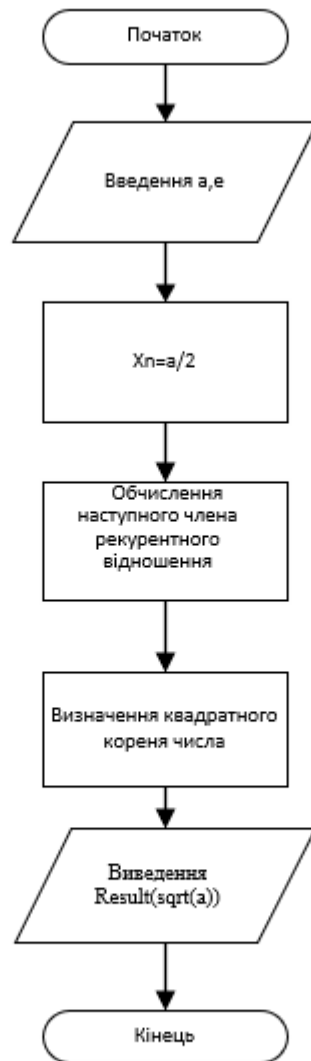 Початок
Введення а,е
Xn=a/2
Обчислення
наступного члена
рекурентного
відношення
Визначення квадратного
кореня числа
Виведення
Result(sqrt(a))
Кінець